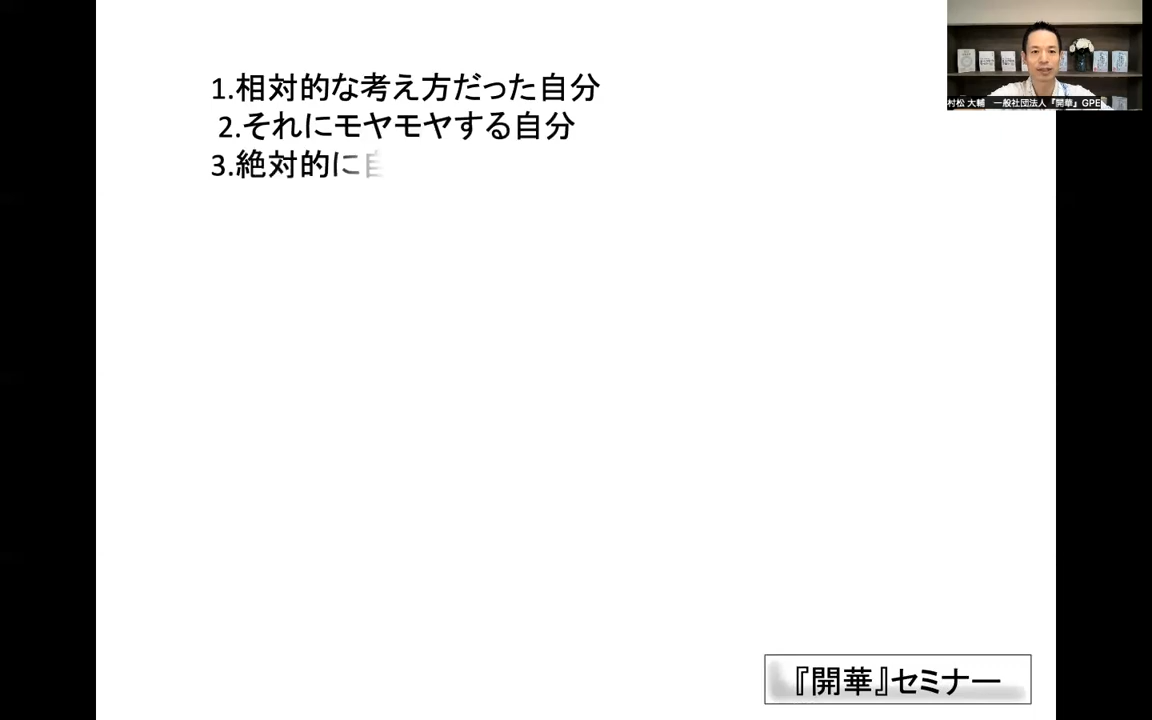 1.相対的な考え方だった自分
2.それにモヤモヤする自分
3.絶対的に自
村松 大輔 一般社団法人『開華』GPE
『開華』セミナー